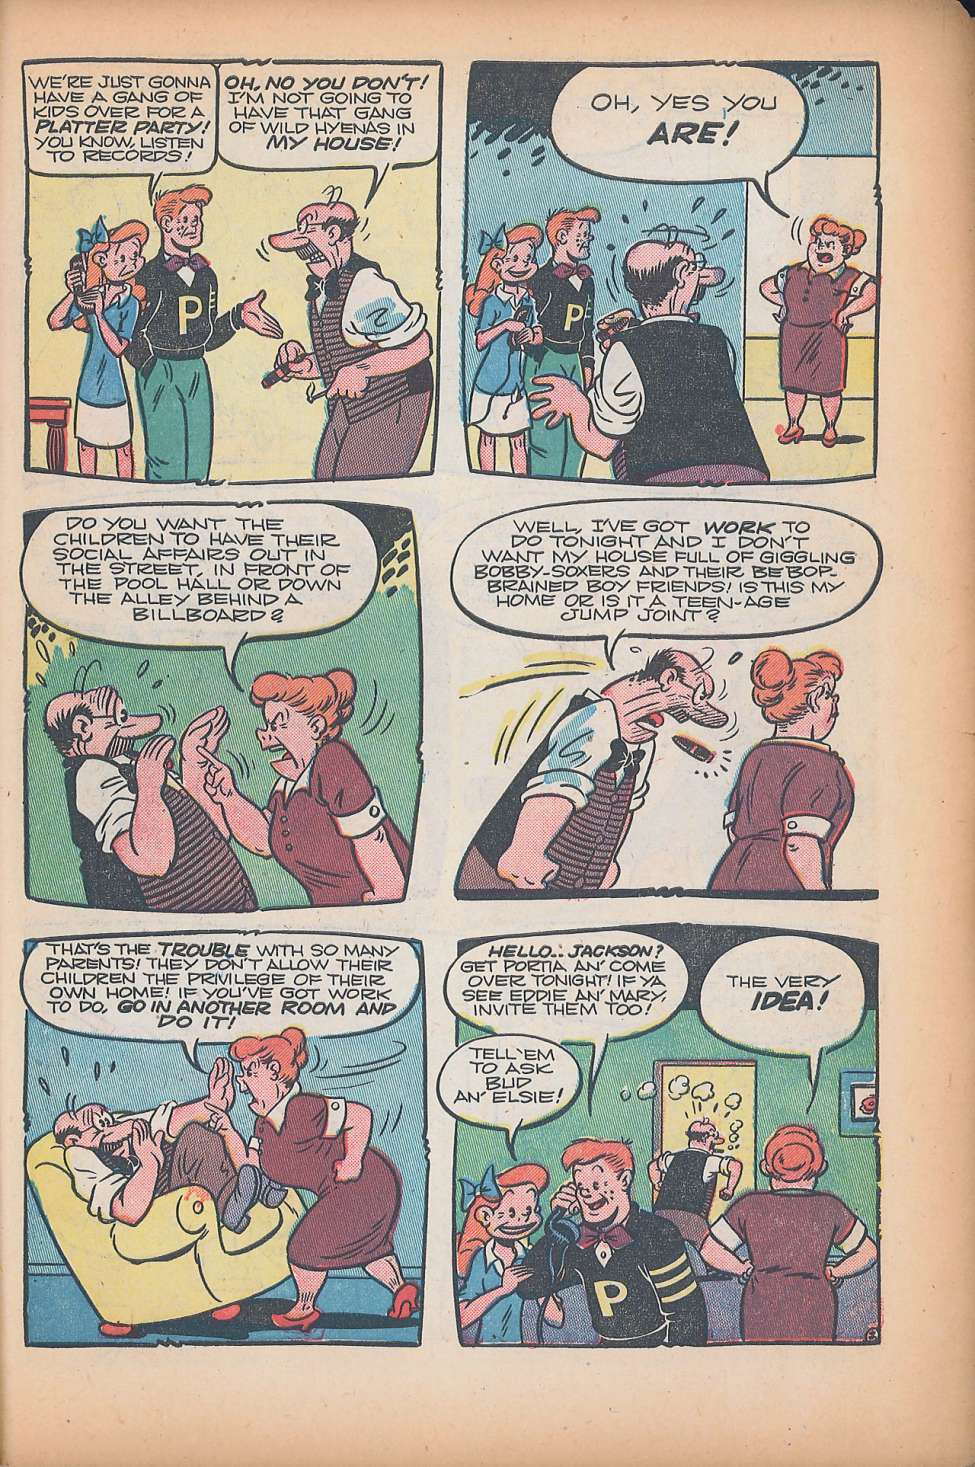 WE'RE JUST GONNA
HAVE A GANG OF
KIDS OVER FOR A
PLATTER PARTY!
YOU KNOW, LISTEN
TO RECORDS!
OH, NO YOU DON'T!
I'M NOT GOING TO
HAVE THAT GANG
OF WILD HYENAS IN
MY HOUSE!
P
OH, YES YOU
ARE!
P
DO YOU WANT THE
CHILDREN TO HAVE THEIR
SOCIAL AFFAIRS OUT IN
THE STREET, IN FRONT OF
THE POOL HALL OR DOWN
THE ALLEY BEHIND A
BILLBOARD?
WELL, I'VE GOT WORK TO
DO TONIGHT AND I DON'T
WANT MY HOUSE FULL OF GIGGLING
BOBBY-SOXERS AND THEIR BEBOP-
BRAINED BOY FRIENDS! IS THIS MY
HOME OR IS IT A TEEN-AGE
JUMP JOINT?
THAT'S THE TROUBLE WITH SO MANY
PARENTS! THEY DON'T ALLOW THEIR
CHILDREN THE PRIVILEGE OF THEIR
OWN HOME! IF YOU'VE GOT WORK
TO DO, GO IN ANOTHER ROOM AND
DO IT!
HELLO.. JACKSON?
GET PORTIA AN' COME
OVER TONIGHT! IF YA
SEE EDDIE AN' MARY,
INVITE THEM TOO!
TELL 'EM
TO ASK
BUD
AN' ELSIE!
THE VERY
IDEA!
P